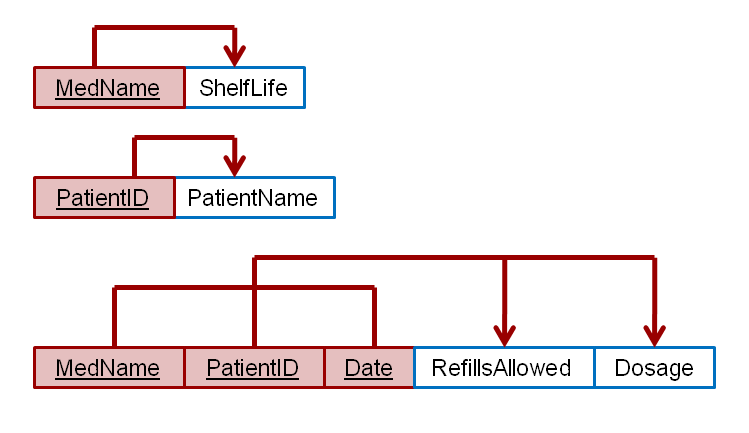 MedName ShelfLife
PatientID PatientName
MedName PatientID Date RefillsAllowed Dosage